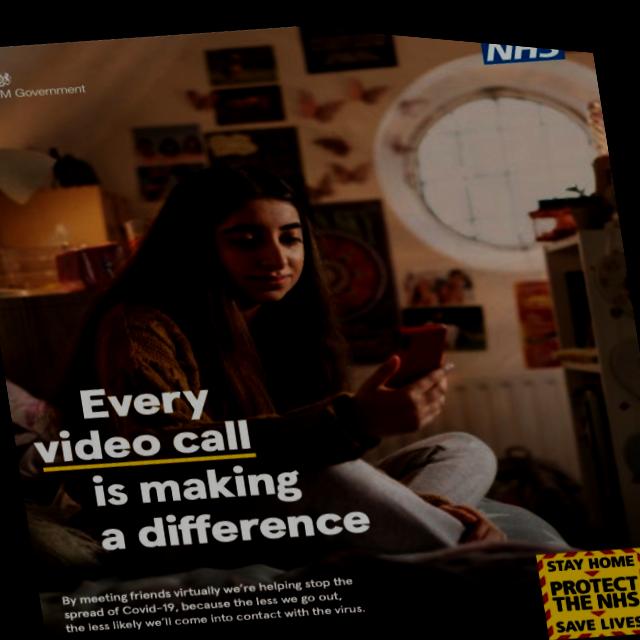 M Government
NHS
Every
video call
is making
a difference
By meeting friends virtually we're helping stop the
spread of Covid-19, because the less we go out,
the less likely we'll come into contact with the virus.
STAY HOME
PROTECT
THE NHS
SAVE LIVES